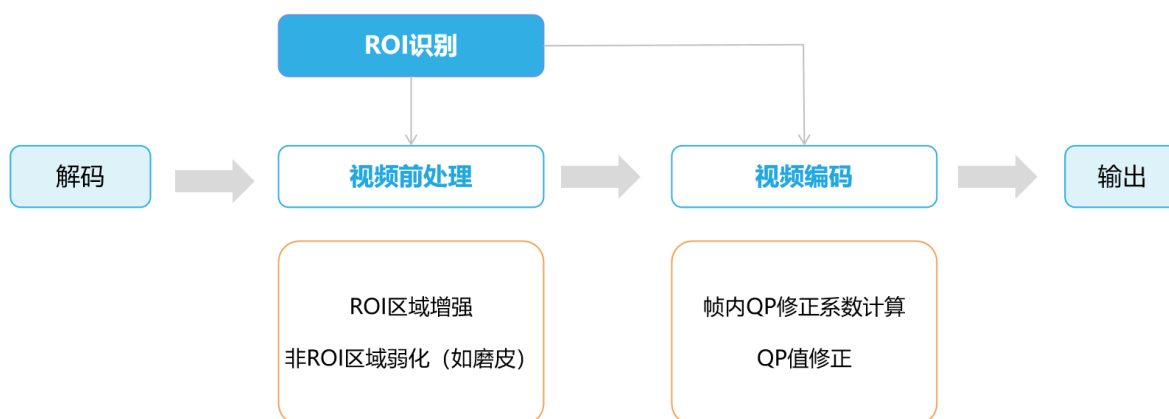 ROI识别
解码
视频前处理
视频编码
输出
ROI区域增强
非ROI区域弱化（如磨皮）
帧内QP修正系数计算
QP值修正